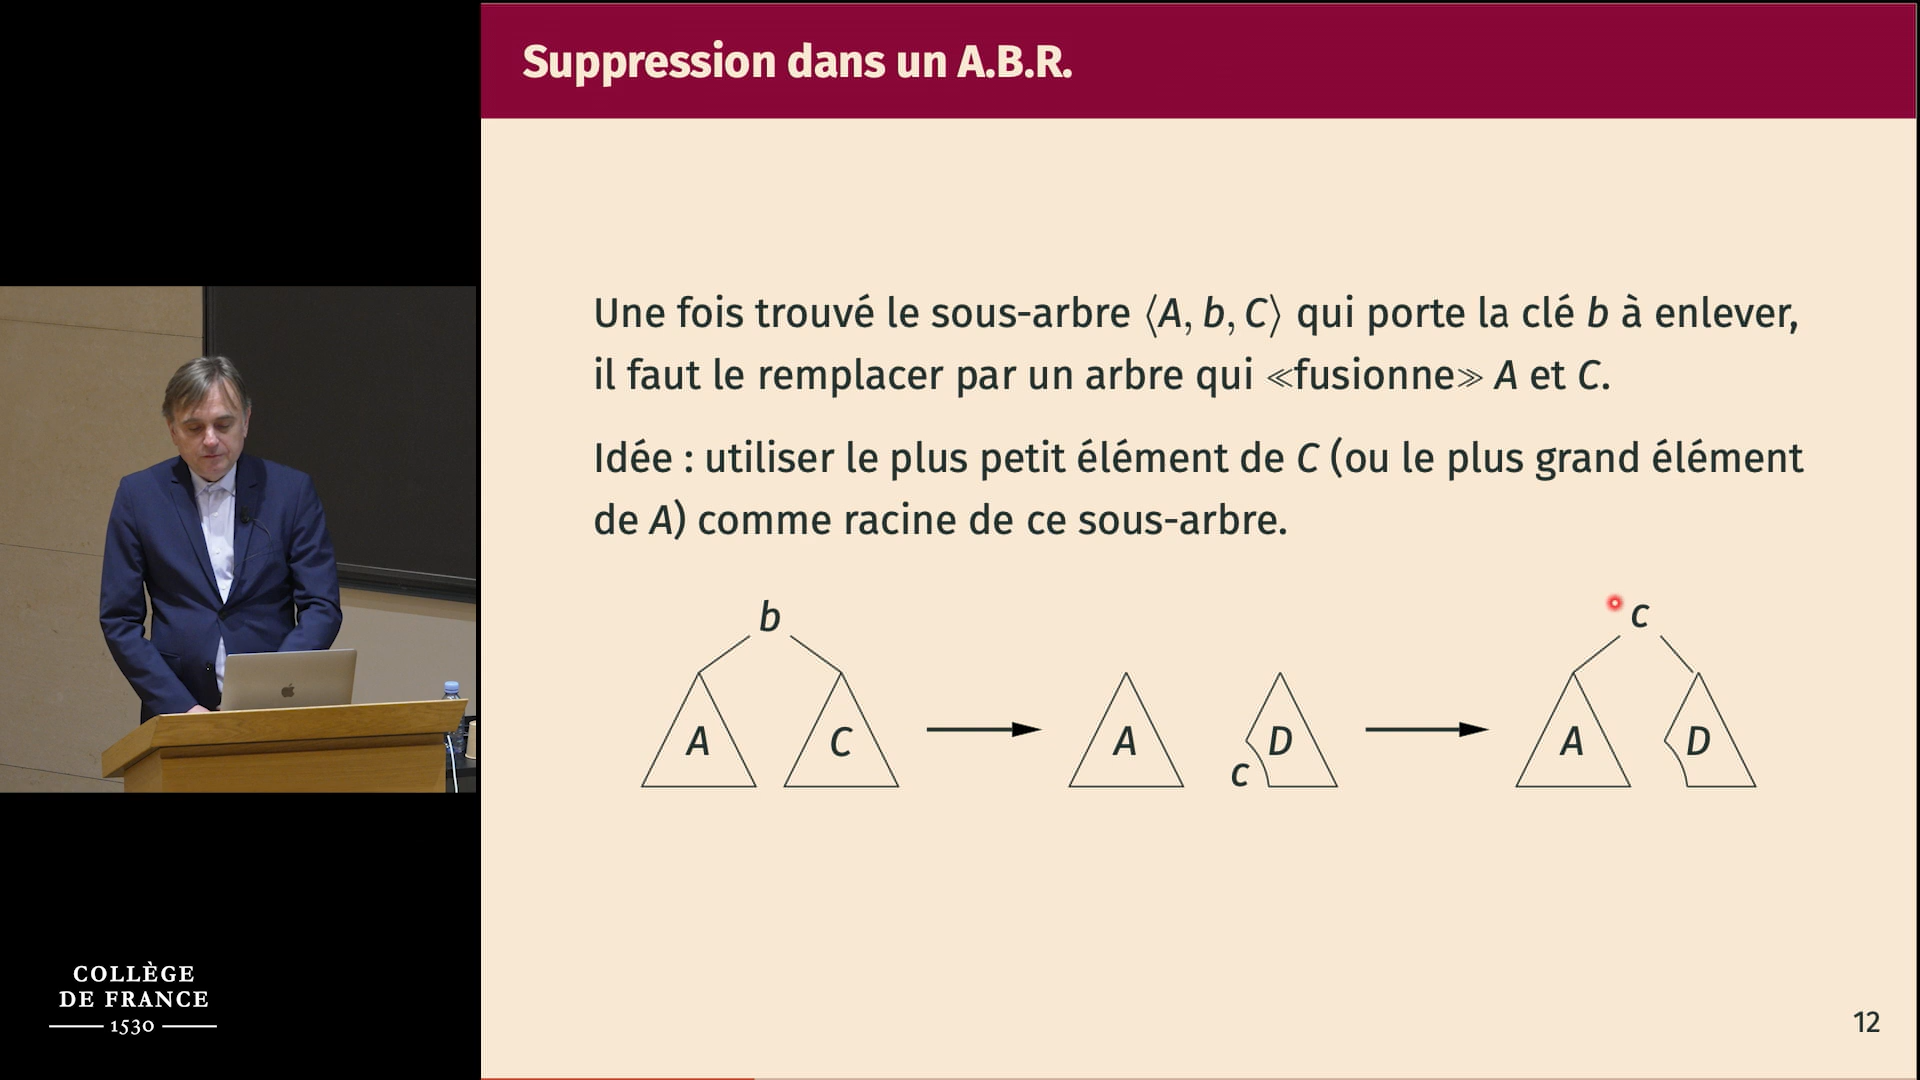 Suppression dans un A.B.R.
Une fois trouvé le sous-arbre ⟨A, b, C⟩ qui porte la clé b à enlever,
il faut le remplacer par un arbre qui ≪fusionne≫ A et C.
Idée : utiliser le plus petit élément de C (ou le plus grand élément
de A) comme racine de ce sous-arbre.
b
A
C
A
D
c
c
A
D
COLLÈGE
DE FRANCE
1530
12